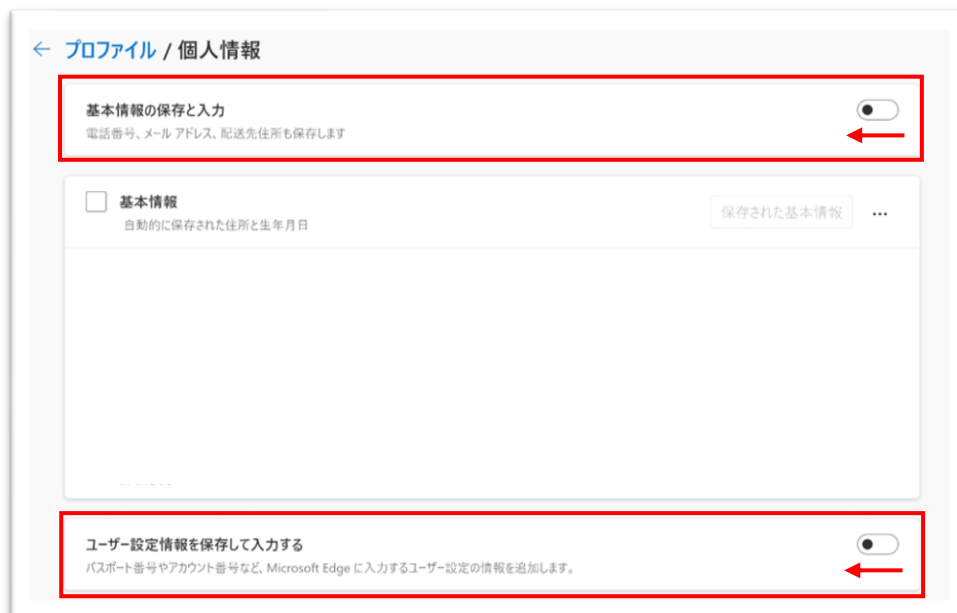 ← プロファイル / 個人情報
基本情報の保存と入力
電話番号、メール アドレス、配送先住所も保存します
基本情報
保存された基本情報 ...
自動的に保存された住所と生年月日
ユーザー設定情報を保存して入力する
パスポート番号やアカウント番号など、Microsoft Edge に入力するユーザー設定の情報を追加します。